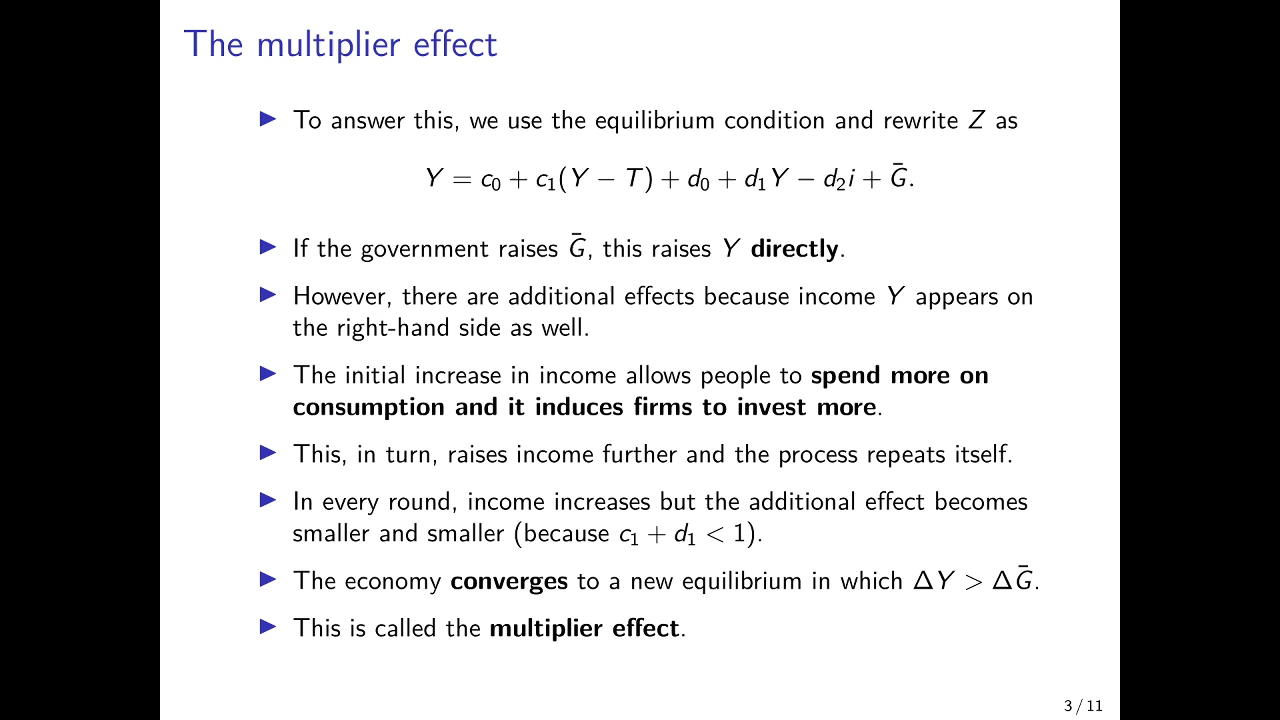 The multiplier effect
▶ To answer this, we use the equilibrium condition and rewrite Z as
Y = c₀ + c₁(Y − T) + d₀ + d₁Y − d₂i + Ḡ.
▶ If the government raises Ḡ, this raises Y directly.
▶ However, there are additional effects because income Y appears on
the right-hand side as well.
▶ The initial increase in income allows people to spend more on
consumption and it induces firms to invest more.
▶ This, in turn, raises income further and the process repeats itself.
▶ In every round, income increases but the additional effect becomes
smaller and smaller (because c₁ + d₁ < 1).
▶ The economy converges to a new equilibrium in which ΔY > ΔḠ.
▶ This is called the multiplier effect.
3 / 11